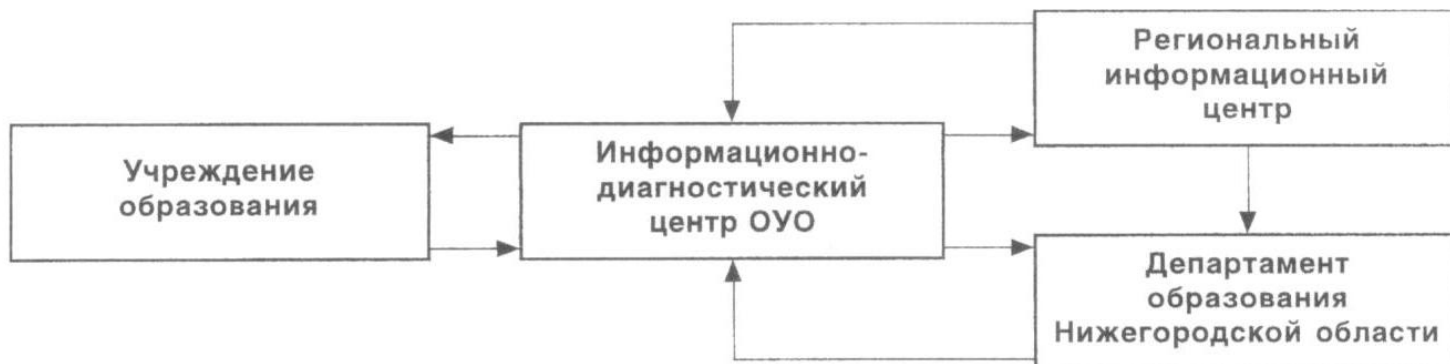 Учреждение
образования
Информационно-
диагностический
центр ОУО
Региональный
информационный
центр
Департамент
образования
Нижегородской области